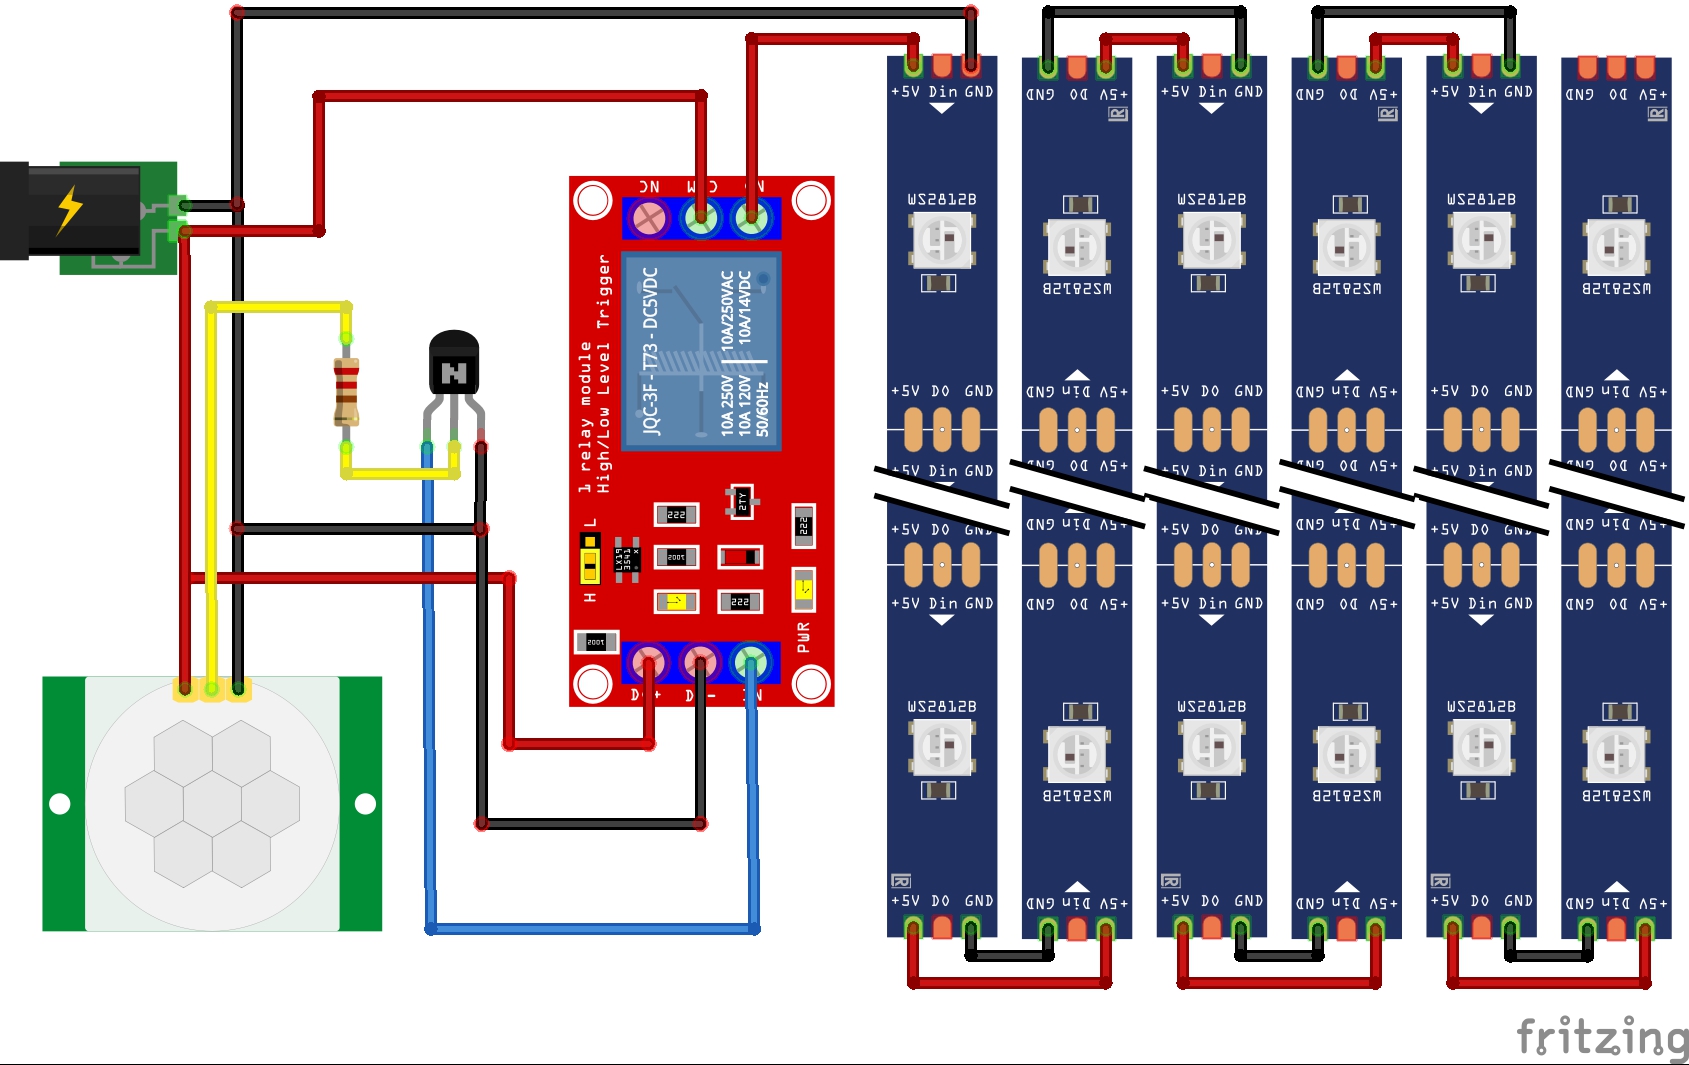 NC COM NO
JQC-3F - T73 - DC5VDC
10A 250V 10A/250VAC
10A 120V 10A/14VDC
50/60Hz
1 relay module
High/Low Level Trigger
L
H
222
1002
222
2TY
LX19
3541
222
1002
PWR
DC+ DC- IN
N
+5V Din GND
GND DO +5V
+5V Din GND
GND DO +5V
+5V Din GND
GND DO +5V
WS2812B
WS2812B
WS2812B
WS2812B
WS2812B
WS2812B
+5V DO GND
GND Din +5V
+5V DO GND
GND Din +5V
+5V DO GND
GND Din +5V
+5V Din GND
GND DO +5V
+5V Din GND
GND DO +5V
+5V Din GND
GND DO +5V
+5V DO GND
GND Din +5V
+5V DO GND
GND Din +5V
+5V DO GND
GND Din +5V
+5V Din GND
GND DO +5V
+5V Din GND
GND DO +5V
+5V Din GND
GND DO +5V
WS2812B
WS2812B
WS2812B
WS2812B
WS2812B
WS2812B
+5V DO GND
GND Din +5V
+5V DO GND
GND Din +5V
+5V DO GND
GND Din +5V
fritzing